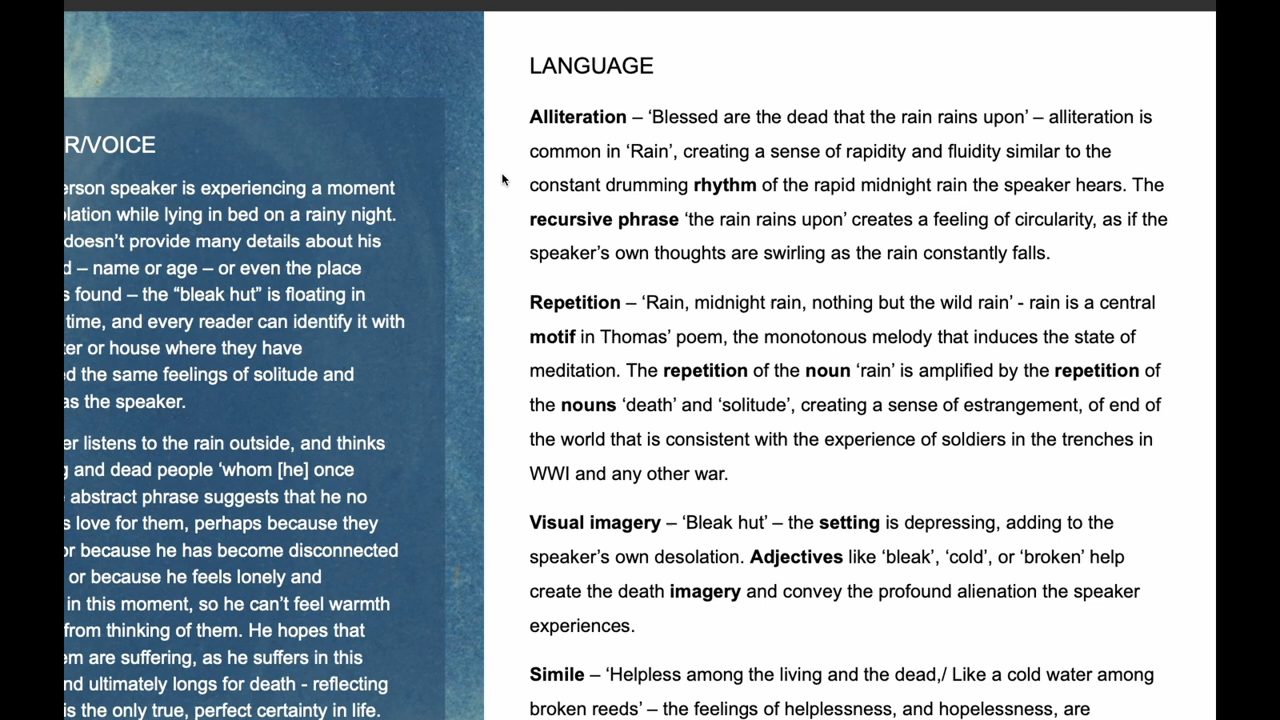 R/VOICE
erson speaker is experiencing a moment
olation while lying in bed on a rainy night.
doesn’t provide many details about his
d – name or age – or even the place
s found – the “bleak hut” is floating in
time, and every reader can identify it with
ter or house where they have
ed the same feelings of solitude and
as the speaker.
er listens to the rain outside, and thinks
g and dead people ‘whom [he] once
abstract phrase suggests that he no
s love for them, perhaps because they
or because he has become disconnected
or because he feels lonely and
in this moment, so he can’t feel warmth
from thinking of them. He hopes that
em are suffering, as he suffers in this
nd ultimately longs for death - reflecting
is the only true, perfect certainty in life.
LANGUAGE
Alliteration – ‘Blessed are the dead that the rain rains upon’ – alliteration is
common in ‘Rain’, creating a sense of rapidity and fluidity similar to the
constant drumming rhythm of the rapid midnight rain the speaker hears. The
recursive phrase ‘the rain rains upon’ creates a feeling of circularity, as if the
speaker’s own thoughts are swirling as the rain constantly falls.
Repetition – ‘Rain, midnight rain, nothing but the wild rain’ - rain is a central
motif in Thomas’ poem, the monotonous melody that induces the state of
meditation. The repetition of the noun ‘rain’ is amplified by the repetition of
the nouns ‘death’ and ‘solitude’, creating a sense of estrangement, of end of
the world that is consistent with the experience of soldiers in the trenches in
WWI and any other war.
Visual imagery – ‘Bleak hut’ – the setting is depressing, adding to the
speaker’s own desolation. Adjectives like ‘bleak’, ‘cold’, or ‘broken’ help
create the death imagery and convey the profound alienation the speaker
experiences.
Simile – ‘Helpless among the living and the dead,/ Like a cold water among
broken reeds’ – the feelings of helplessness, and hopelessness, are